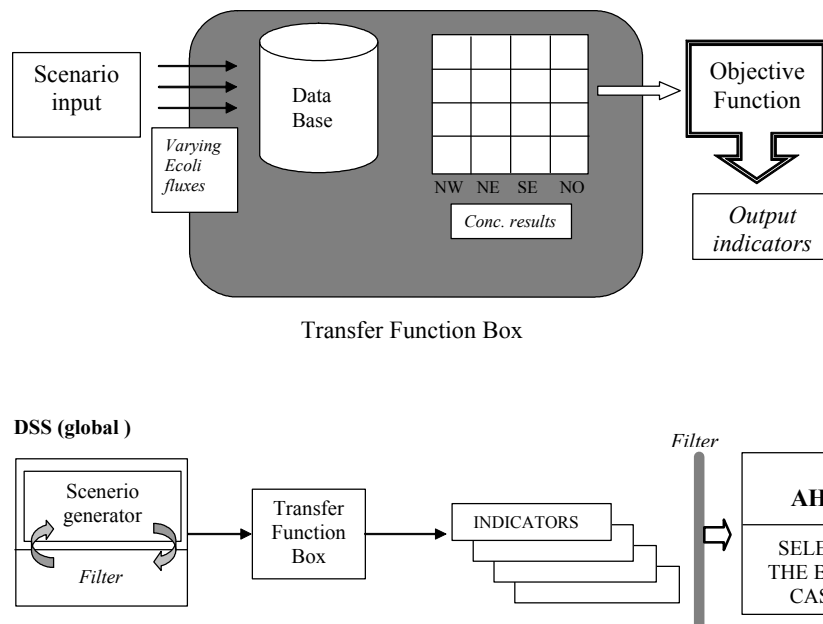 Scenario
input
Varying
Ecoli
fluxes
Data
Base
NW NE SE NO
Conc. results
Objective
Function
Output
indicators
Transfer Function Box
DSS (global )
Scenerio
generator
Filter
Transfer
Function
Box
INDICATORS
Filter
THE